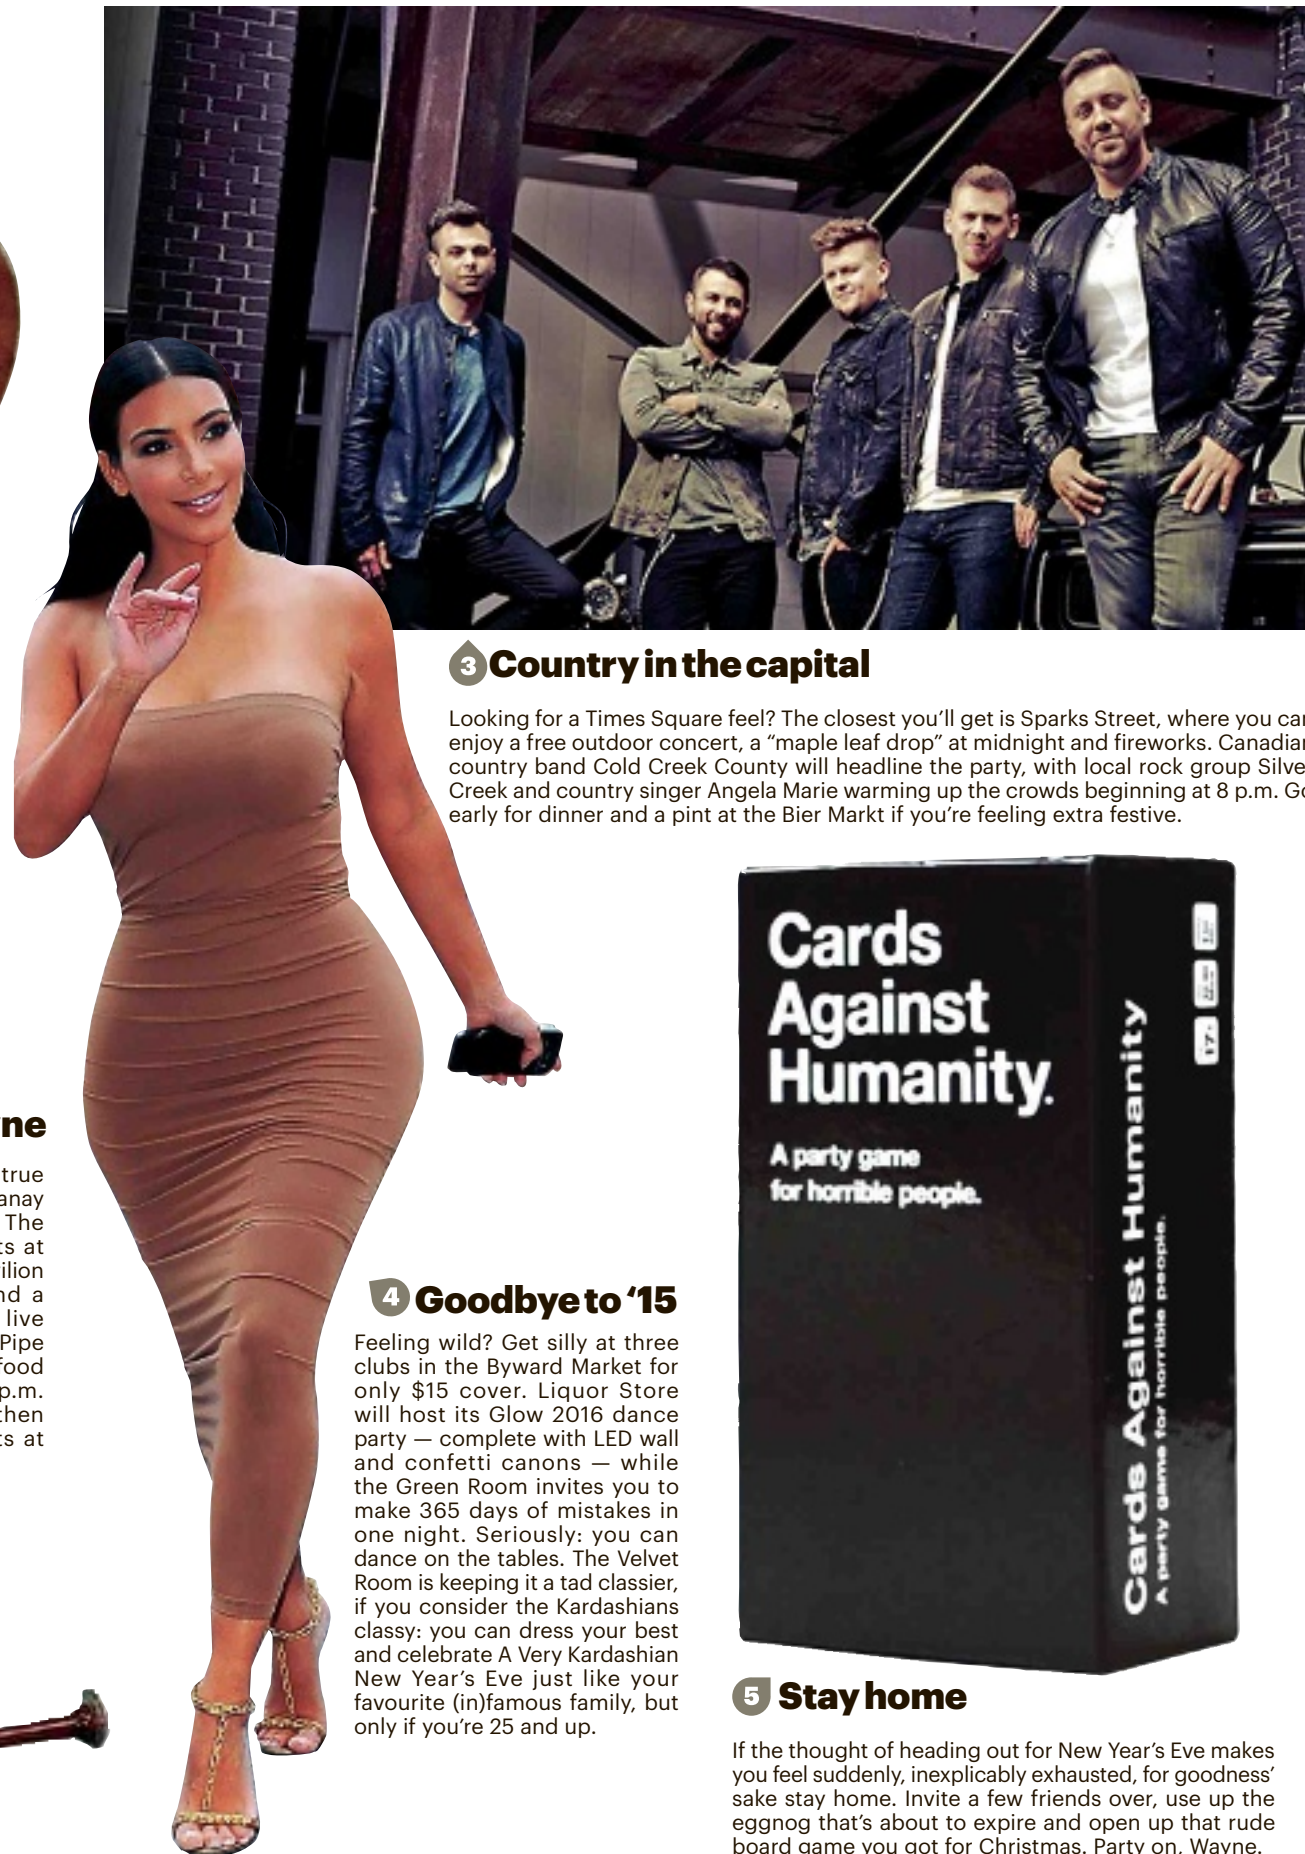 ne
true
anay
The
ts at
ilion
nd a
live
Pipe
food
p.m.
then
ts at
3 Country in the capital
Looking for a Times Square feel? The closest you’ll get is Sparks Street, where you can
enjoy a free outdoor concert, a “maple leaf drop” at midnight and fireworks. Canadian
country band Cold Creek County will headline the party, with local rock group Silve
Creek and country singer Angela Marie warming up the crowds beginning at 8 p.m. Go
early for dinner and a pint at the Bier Markt if you’re feeling extra festive.
4 Goodbye to ‘15
Feeling wild? Get silly at three
clubs in the Byward Market for
only $15 cover. Liquor Store
will host its Glow 2016 dance
party — complete with LED wall
and confetti canons — while
the Green Room invites you to
make 365 days of mistakes in
one night. Seriously: you can
dance on the tables. The Velvet
Room is keeping it a tad classier,
if you consider the Kardashians
classy: you can dress your best
and celebrate A Very Kardashian
New Year’s Eve just like your
favourite (in)famous family, but
only if you’re 25 and up.
Cards
Against
Humanity.
A party game
for horrible people.
Cards Against Humanity
A party game for horrible people.
17+
5 Stay home
If the thought of heading out for New Year’s Eve makes
you feel suddenly, inexplicably exhausted, for goodness’
sake stay home. Invite a few friends over, use up the
eggnog that’s about to expire and open up that rude
board game you got for Christmas. Party on, Wayne.